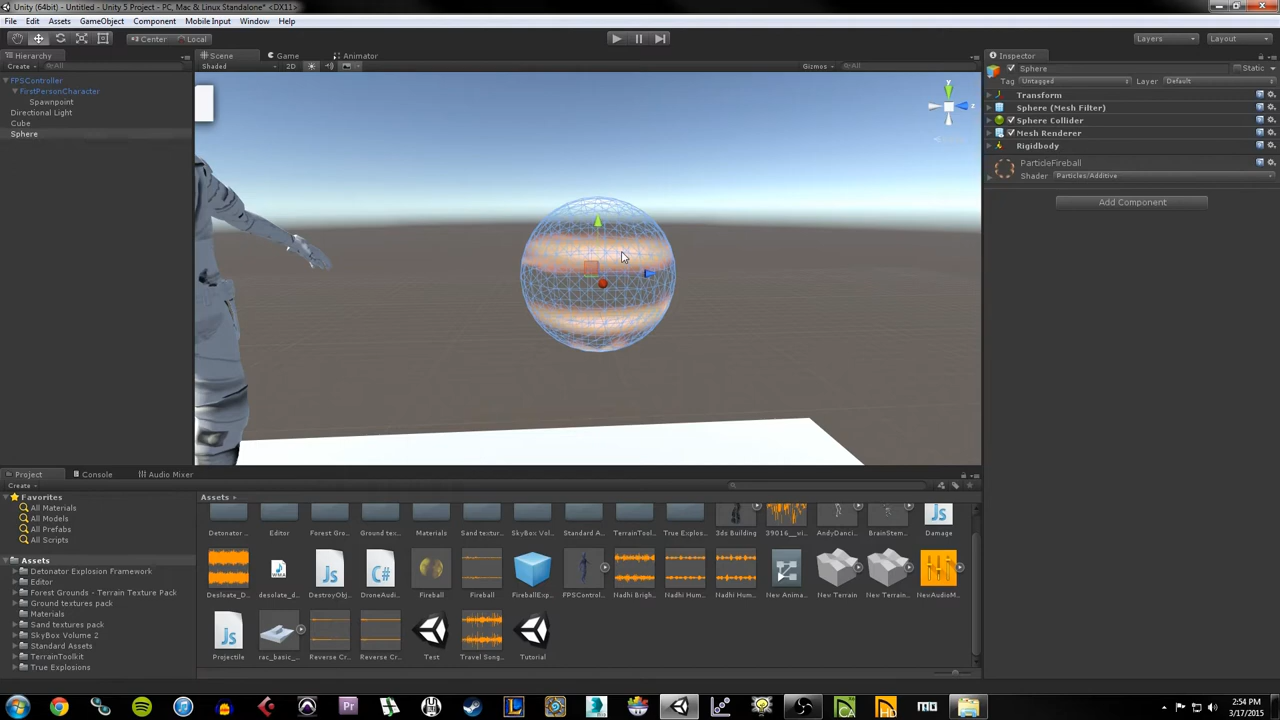 Unity (64bit) - Untitled - Unity 5 Project - PC, Mac & Linux Standalone* <DX11>
File Edit Assets GameObject Component Mobile Input Window Help
Center Local Layers Layout
Hierarchy
Create All
FPSController
FirstPersonCharacter
Spawnpoint
Directional Light
Cube
Sphere
Scene Game Animator
Shaded 2D Gizmos All
y
z
Inspector
Sphere Static
Tag Untagged Layer Default
Transform
Sphere (Mesh Filter)
Sphere Collider
Mesh Renderer
Rigidbody
ParticleFireball
Shader Particles/Additive
Add Component
Project Console Audio Mixer
Create
Favorites
All Materials
All Models
All Prefabs
All Scripts
Assets
Detonator Explosion Framework
Editor
Forest Grounds - Terrain Texture Pack
Ground textures pack
Materials
Sand textures pack
SkyBox Volume 2
Standard Assets
TerrainToolkit
True Explosions
Assets
Detonator ... Editor Forest Gro... Ground tex... Materials Sand textur... SkyBox Vol... Standard A... TerrainTool... True Explos... 3ds Building 39016__vi... AndyDanci... BrainStem... Damage
Desleate_D... desolate_d... DestroyObj... DroneAudi... Fireball Fireball FireballExp... FPSControl... Nadhi Brigh... Nadhi Hum... Nadhi Hum... New Anima... New Terrain New Terra... NewAudioM...
Projectile rac_basic_... Reverse Cr... Reverse Cr... Test Travel Song... Tutorial
2:54 PM
3/17/2015